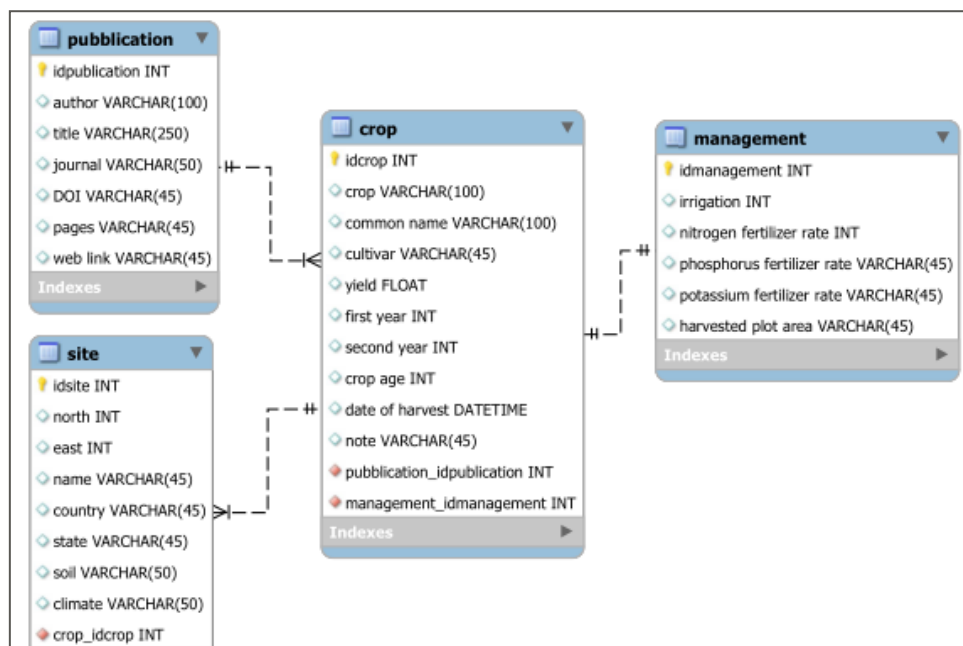 pubblication
idpublication INT
author VARCHAR(100)
title VARCHAR(250)
journal VARCHAR(50)
DOI VARCHAR(45)
pages VARCHAR(45)
web link VARCHAR(45)
Indexes
site
idsite INT
north INT
east INT
name VARCHAR(45)
country VARCHAR(45)
state VARCHAR(45)
soil VARCHAR(50)
climate VARCHAR(50)
crop_idcrop INT
crop
idcrop INT
crop VARCHAR(100)
common name VARCHAR(100)
cultivar VARCHAR(45)
yield FLOAT
first year INT
second year INT
crop age INT
date of harvest DATETIME
note VARCHAR(45)
pubblication_idpublication INT
management_idmanagement INT
Indexes
management
idmanagement INT
irrigation INT
nitrogen fertilizer rate INT
phosphorus fertilizer rate VARCHAR(45)
potassium fertilizer rate VARCHAR(45)
harvested plot area VARCHAR(45)
Indexes